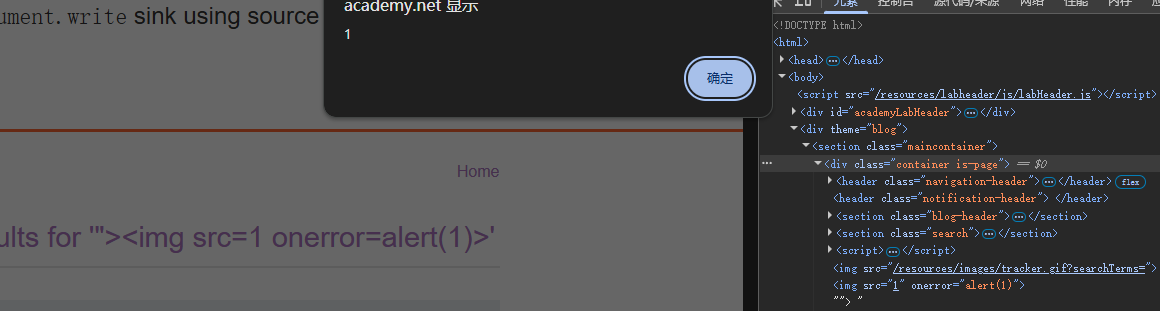 ument.write sink using source
academy.net 显示
1
确定
Home
ults for '"><img src=1 onerror=alert(1)>'
元素 控制台 源代码/来源 网络 性能 内存
<!DOCTYPE html>
<html>
<head> ⋯ </head>
<body>
<script src="/resources/labheader/js/labHeader.js"></script>
<div id="academyLabHeader"> ⋯ </div>
<div theme="blog">
<section class="maincontainer">
⋯ <div class="container is-page"> == $0
<header class="navigation-header"> ⋯ </header> flex
<header class="notification-header"> </header>
<section class="blog-header"> ⋯ </section>
<section class="search"> ⋯ </section>
<script> ⋯ </script>
<img src="/resources/images/tracker.gif?searchTerms=">
<img src="1" onerror="alert(1)">
""> "